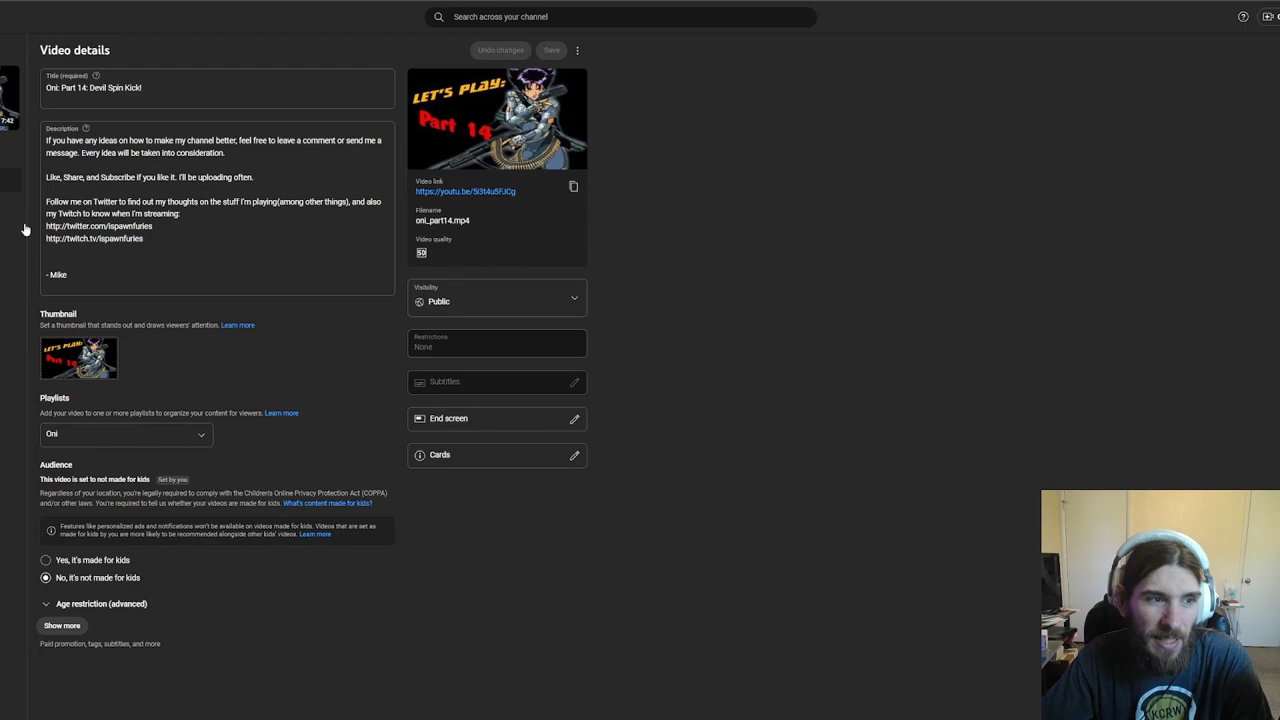 Search across your channel
Video details
Undo changes
Save
Title (required)
Oni: Part 14: Devil Spin Kick!
7:42
Description
If you have any ideas on how to make my channel better, feel free to leave a comment or send me a
message. Every idea will be taken into consideration.
Like, Share, and Subscribe if you like it. I'll be uploading often.
Follow me on Twitter to find out my thoughts on the stuff I'm playing(among other things), and also
my Twitch to know when I'm streaming:
http://twitter.com/ispawnfuries
http://twitch.tv/ispawnfuries
- Mike
LET'S PLAY:
Part 14
Video link
https://youtu.be/5i3t4u5FJCg
Filename
oni_part14.mp4
Video quality
SD
Visibility
Public
Restrictions
None
Subtitles
End screen
Cards
Thumbnail
Set a thumbnail that stands out and draws viewers' attention. Learn more
LET'S PLAY:
Part 14
Playlists
Add your video to one or more playlists to organize your content for viewers. Learn more
Oni
Audience
This video is set to not made for kids Set by you
Regardless of your location, you're legally required to comply with the Children's Online Privacy Protection Act (COPPA)
and/or other laws. You're required to tell us whether your videos are made for kids. What's content made for kids?
Features like personalized ads and notifications won't be available on videos made for kids. Videos that are set as
made for kids by you are more likely to be recommended alongside other kids' videos. Learn more
Yes, it's made for kids
No, it's not made for kids
Age restriction (advanced)
Show more
Paid promotion, tags, subtitles, and more
KCRW